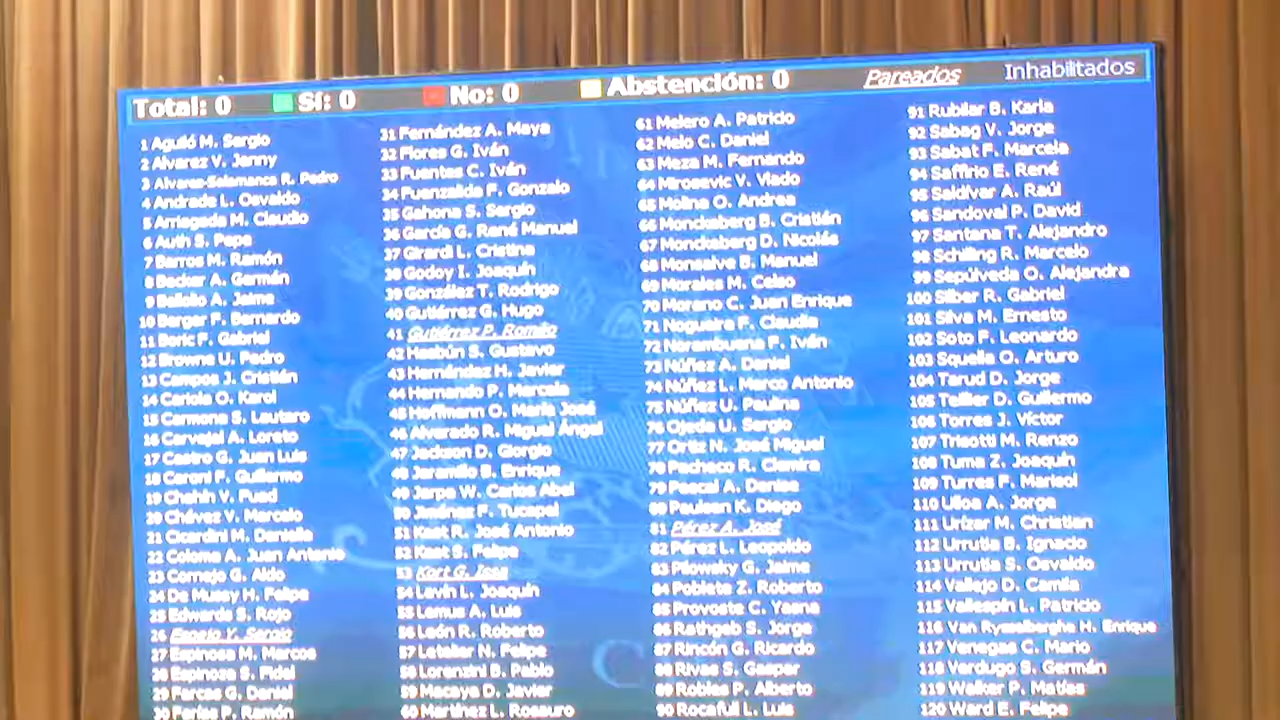 Total: 0 Sí: 0 No: 0 Abstención: 0 Pareados Inhabilitados
1 Aguiló M. Sergio
2 Alvarez V. Jenny
3 Alvarez-Salamanca R. Pedro
4 Andrade L. Osvaldo
5 Arriagada M. Claudio
6 Auth S. Pepe
7 Barros M. Ramón
8 Becker A. Germán
9 Bellolio A. Jaime
10 Berger F. Bernardo
11 Boric F. Gabriel
12 Browne U. Pedro
13 Campos J. Cristián
14 Cariola O. Karol
15 Carmona S. Lautaro
16 Carvajal A. Loreto
17 Castro G. Juan Luis
18 Ceroni F. Guillermo
19 Chahin V. Fuad
20 Chávez V. Marcelo
21 Cicardini M. Daniella
22 Coloma A. Juan Antonio
23 Cornejo G. Aldo
24 De Mussy H. Felipe
25 Edwards S. Rojo
26 Espejo Y. Sergio
27 Espinosa M. Marcos
28 Espinoza S. Fidel
29 Farcas G. Daniel
30 Farías P. Ramón
31 Fernández A. Maya
32 Flores G. Iván
33 Fuentes C. Iván
34 Fuenzalida F. Gonzalo
35 Gahona S. Sergio
36 García G. René Manuel
37 Girardi L. Cristina
38 Godoy I. Joaquín
39 González T. Rodrigo
40 Gutiérrez G. Hugo
41 Gutiérrez P. Romilio
42 Hasbún S. Gustavo
43 Hernández H. Javier
44 Hernando P. Marcela
45 Hoffmann O. María José
46 Alvarado R. Miguel Ángel
47 Jackson D. Giorgio
48 Jaramillo B. Enrique
49 Jarpa W. Carlos Abel
50 Jiménez F. Tucapel
51 Kast R. José Antonio
52 Kast S. Felipe
53 Kort G. Issa
54 Lavín L. Joaquín
55 Lemus A. Luis
56 León R. Roberto
57 Letelier N. Felipe
58 Lorenzini B. Pablo
59 Macaya D. Javier
60 Martínez L. Rosauro
61 Melero A. Patricio
62 Melo C. Daniel
63 Meza M. Fernando
64 Mirosevic V. Vlado
65 Molina O. Andrea
66 Monckeberg B. Cristián
67 Monckeberg D. Nicolás
68 Monsalve B. Manuel
69 Morales M. Celso
70 Morano C. Juan Enrique
71 Nogueira F. Claudia
72 Norambuena F. Iván
73 Núñez A. Daniel
74 Núñez L. Marco Antonio
75 Núñez U. Paulina
76 Ojeda U. Sergio
77 Ortiz N. José Miguel
78 Pacheco R. Clemira
79 Pascal A. Denise
80 Paulsen K. Diego
81 Pérez A. José
82 Pérez L. Leopoldo
83 Pilowsky G. Jaime
84 Poblete Z. Roberto
85 Provoste C. Yasna
86 Rathgeb S. Jorge
87 Rincón G. Ricardo
88 Rivas S. Gaspar
89 Robles P. Alberto
90 Rocafull L. Luis
91 Rubilar B. Karla
92 Sabag V. Jorge
93 Sabat F. Marcela
94 Saffirio E. René
95 Saldívar A. Raúl
96 Sandoval P. David
97 Santana T. Alejandro
98 Schilling R. Marcelo
99 Sepúlveda O. Alejandra
100 Silber R. Gabriel
101 Silva M. Ernesto
102 Soto F. Leonardo
103 Squella O. Arturo
104 Tarud D. Jorge
105 Teillier D. Guillermo
106 Torres J. Víctor
107 Trisotti M. Renzo
108 Tuma Z. Joaquín
109 Turres F. Marisol
110 Ulloa A. Jorge
111 Urízar M. Christian
112 Urrutia B. Ignacio
113 Urrutia S. Osvaldo
114 Vallejo D. Camila
115 Vallespín L. Patricio
116 Van Rysselberghe H. Enrique
117 Venegas C. Mario
118 Verdugo S. Germán
119 Walker P. Matías
120 Ward E. Felipe